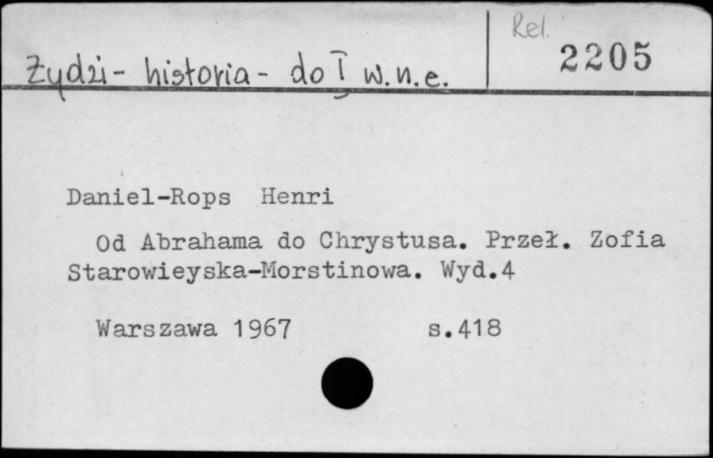 Rel.
2205
Żydzi - historia - do I w.n.e.
Daniel-Rops Henri
Od Abrahama do Chrystusa. Przeł. Zofia
Starowieyska-Morstinowa. Wyd.4
Warszawa 1967 s.418